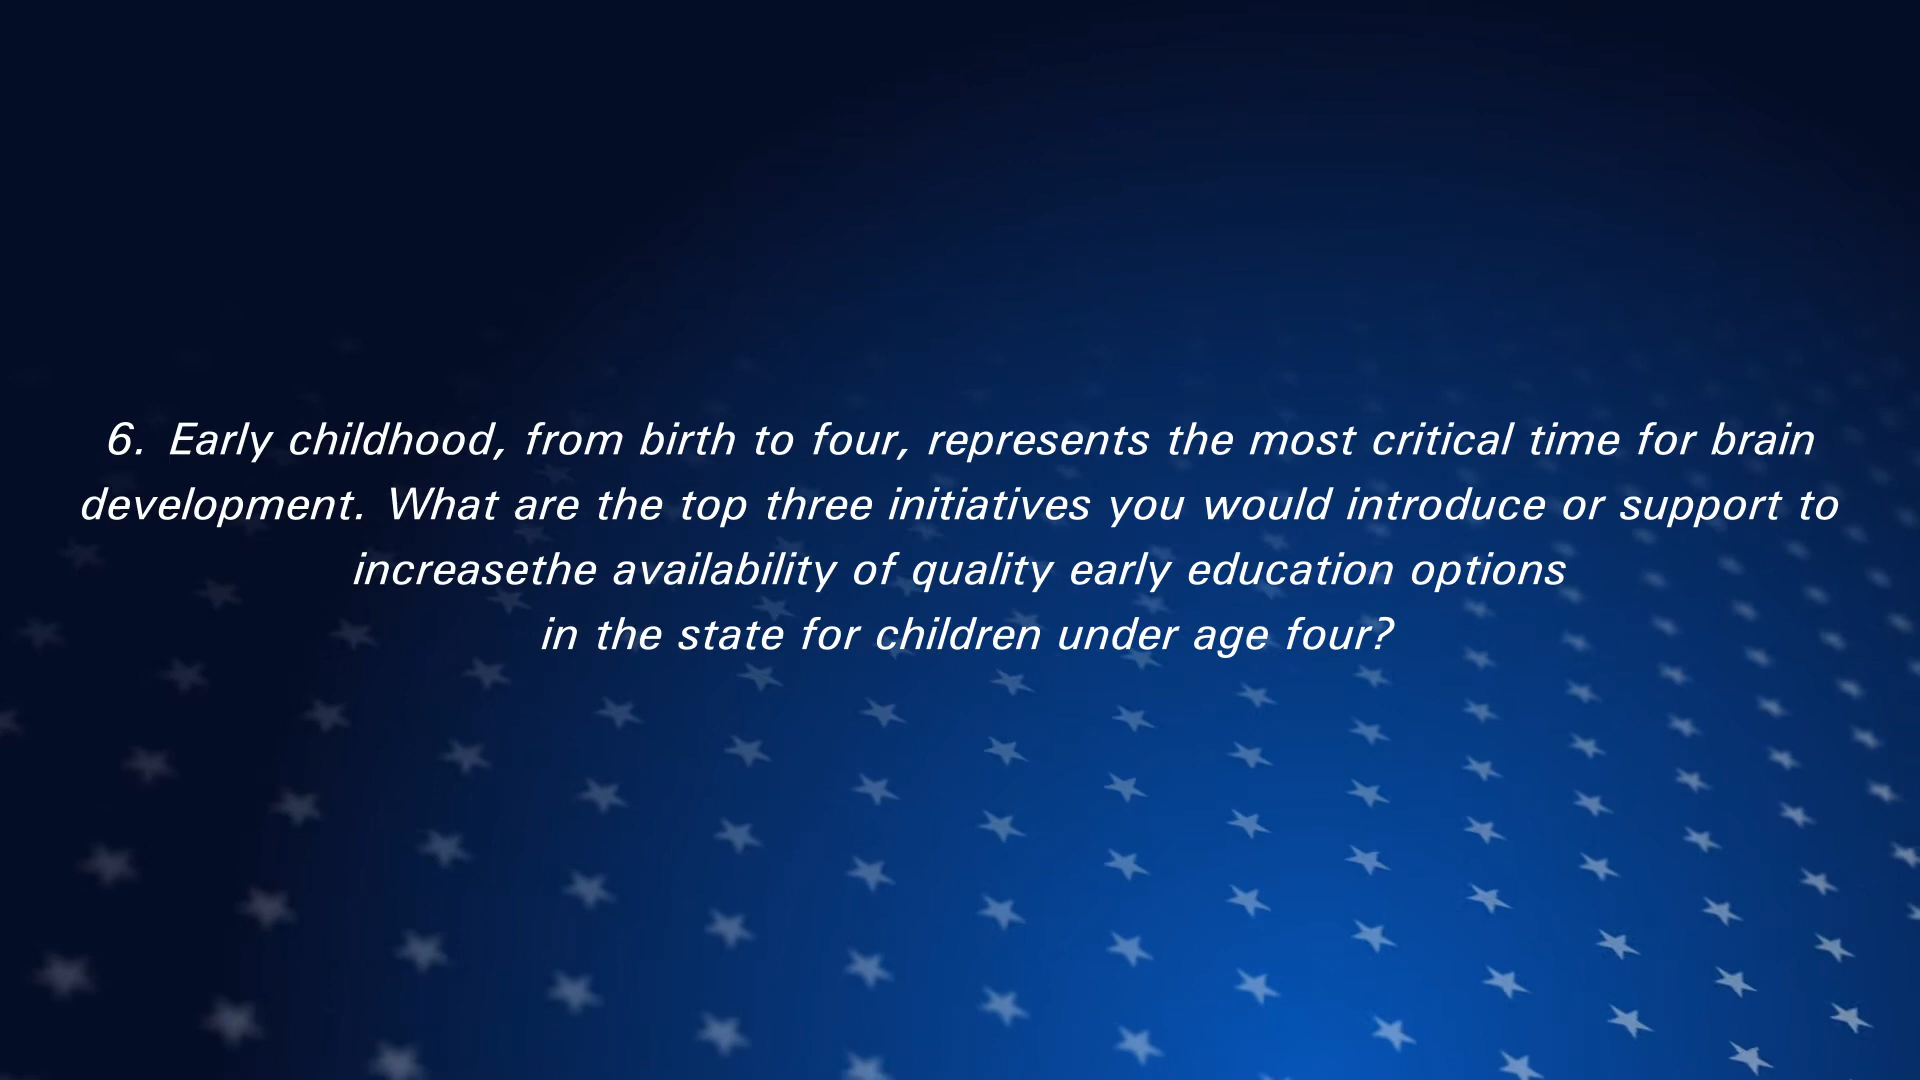 6. Early childhood, from birth to four, represents the most critical time for brain
development. What are the top three initiatives you would introduce or support to
increasethe availability of quality early education options
in the state for children under age four?